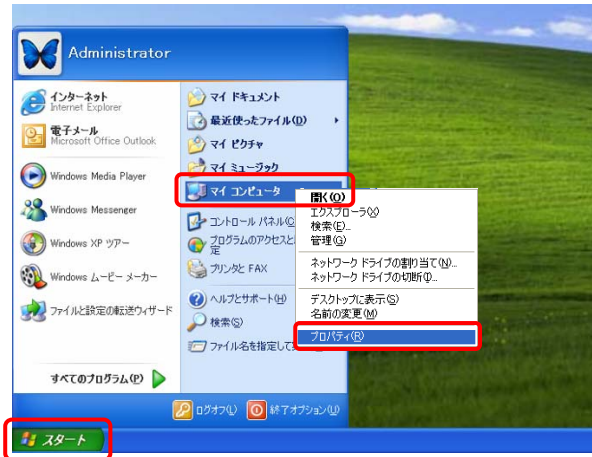 Administrator
インターネット
Internet Explorer
電子メール
Microsoft Office Outlook
Windows Media Player
Windows Messenger
Windows XP ツアー
Windows ムービー メーカー
ファイルと設定の転送ウィザード
すべてのプログラム(P)
マイ ドキュメント
最近使ったファイル(D)
マイ ピクチャ
マイ ミュージック
マイ コンピュータ
コントロール パネル(C
プログラムのアクセスと
定
プリンタと FAX
ヘルプとサポート(H)
検索(S)
ファイル名を指定して
開く(O)
エクスプローラ(X)
検索(E)...
管理(G)
ネットワーク ドライブの割り当て(N)...
ネットワーク ドライブの切断(I)...
デスクトップに表示(S)
名前の変更(M)
プロパティ(R)
ログオフ(L)
終了オプション(U)
スタート